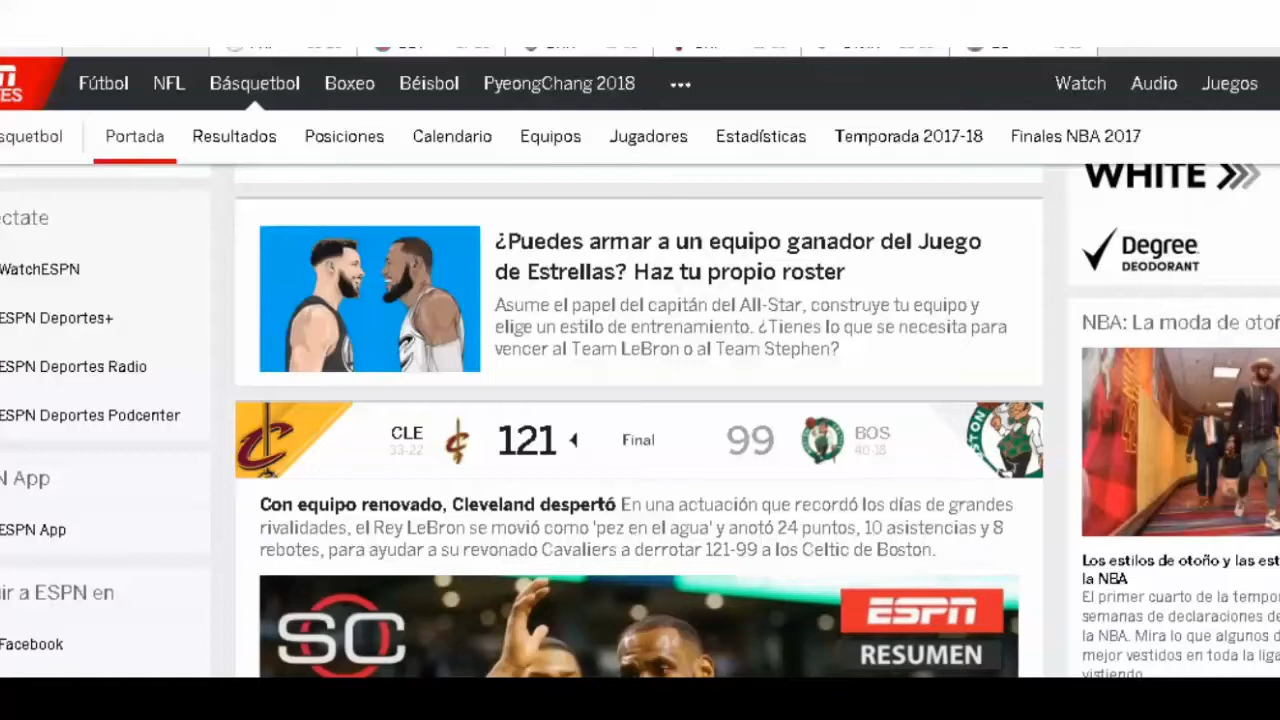 Fútbol NFL Básquetbol Boxeo Béisbol PyeongChang 2018 ••• Watch Audio Juegos
squetbol Portada Resultados Posiciones Calendario Equipos Jugadores Estadísticas Temporada 2017-18 Finales NBA 2017
WHITE
Degree
DEODORANT
ctate
WatchESPN
ESPN Deportes+
ESPN Deportes Radio
ESPN Deportes Podcenter
N App
ESPN App
ir a ESPN en
Facebook
¿Puedes armar a un equipo ganador del Juego
de Estrellas? Haz tu propio roster
Asume el papel del capitán del All-Star, construye tu equipo y
elige un estilo de entrenamiento. ¿Tienes lo que se necesita para
vencer al Team LeBron o al Team Stephen?
CLE 121 Final 99 BOS
33-22 40-18
Con equipo renovado, Cleveland despertó En una actuación que recordó los días de grandes
rivalidades, el Rey LeBron se movió como 'pez en el agua' y anotó 24 puntos, 10 asistencias y 8
rebotes, para ayudar a su revonado Cavaliers a derrotar 121-99 a los Celtic de Boston.
SC
ESPN
RESUMEN
NBA: La moda de otoñ
Los estilos de otoño y las est
la NBA
El primer cuarto de la tempor
semanas de declaraciones de
la NBA. Mira lo que algunos d
mejor vestidos en toda la liga
vistiendo